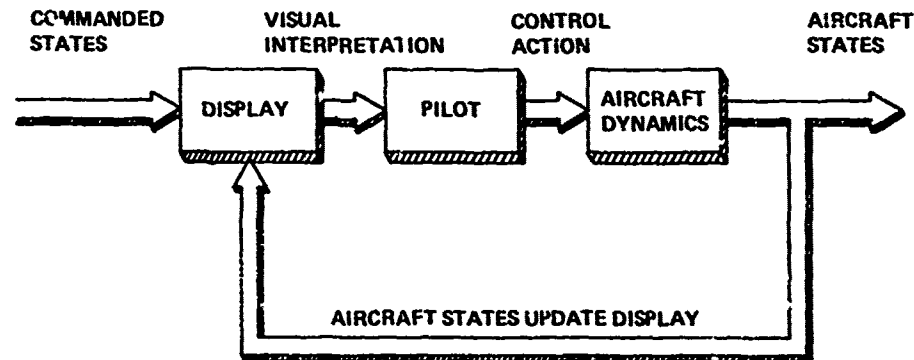 COMMANDED
STATES
VISUAL
INTERPRETATION
CONTROL
ACTION
AIRCRAFT
STATES
DISPLAY
PILOT
AIRCRAFT
DYNAMICS
AIRCRAFT STATES UPDATE DISPLAY